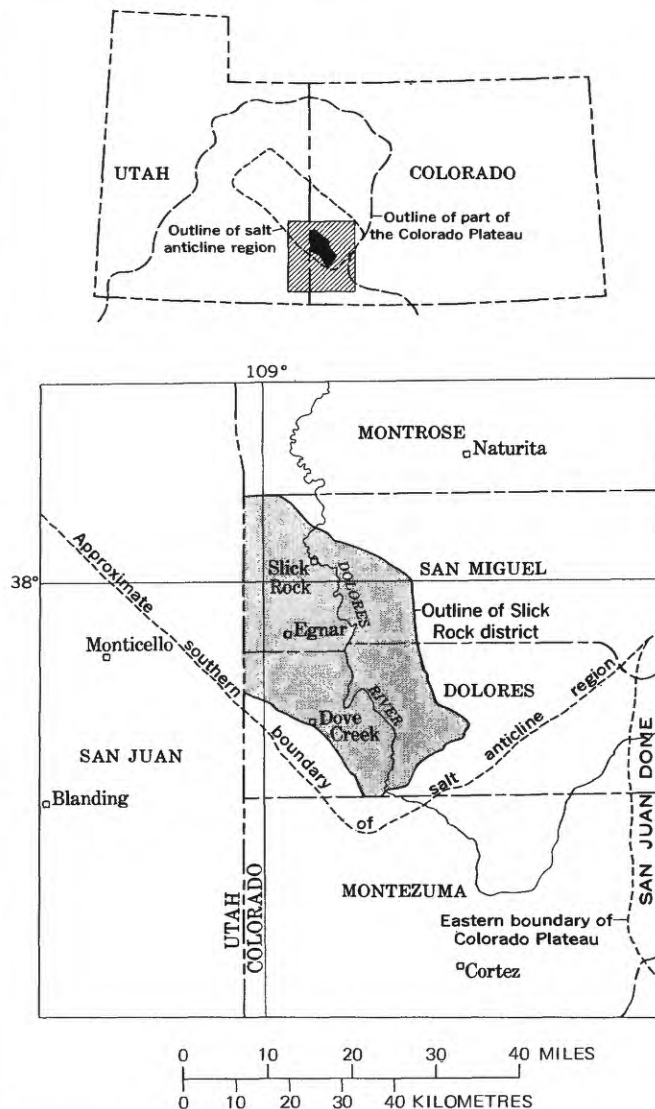 UTAH
COLORADO
Outline of salt
anticline region
Outline of part of
the Colorado Plateau
109°
MONTROSE
Naturita
Approximate southern boundary of salt anticline region
38°
Slick
Rock
DOLORES RIVER
SAN MIGUEL
Egnar
Outline of Slick
Rock district
Monticello
DOLORES
Dove
Creek
SAN JUAN
Blanding
SAN JUAN DOME
UTAH
COLORADO
MONTEZUMA
Eastern boundary of
Colorado Plateau
Cortez
0 10 20 30 40 MILES
0 10 20 30 40 KILOMETRES